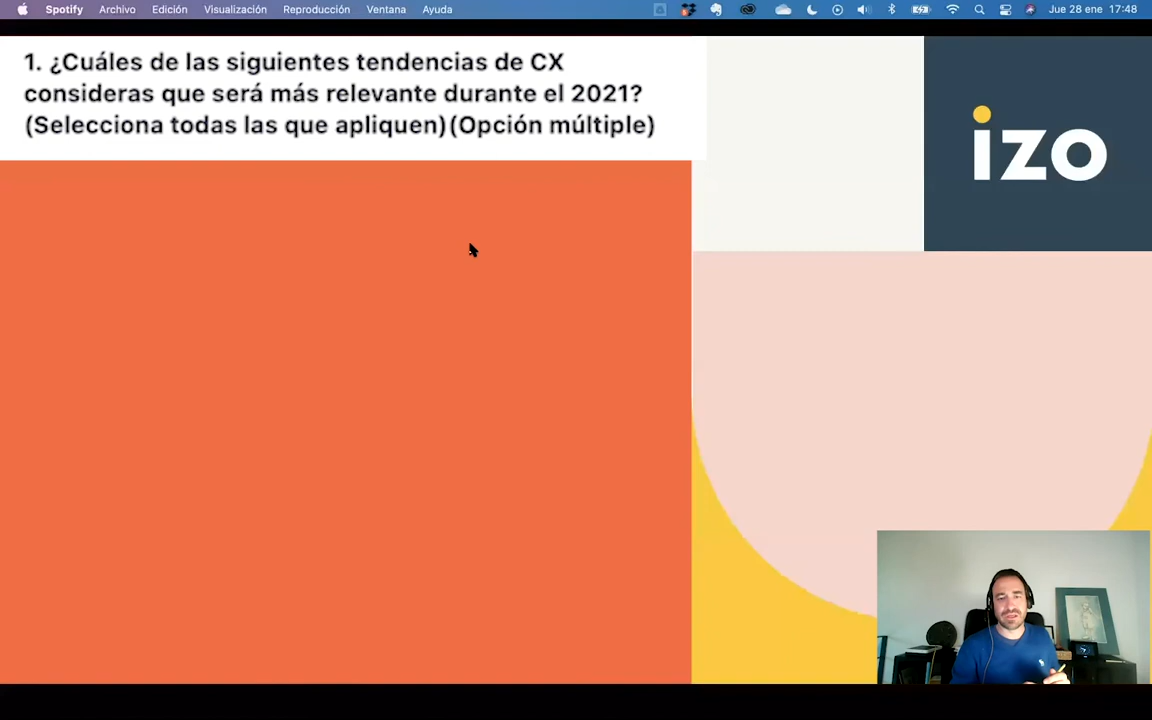 Spotify Archivo Edición Visualización Reproducción Ventana Ayuda Jue 28 ene 17:48
1. ¿Cuáles de las siguientes tendencias de CX
consideras que será más relevante durante el 2021?
(Selecciona todas las que apliquen)(Opción múltiple)
izo